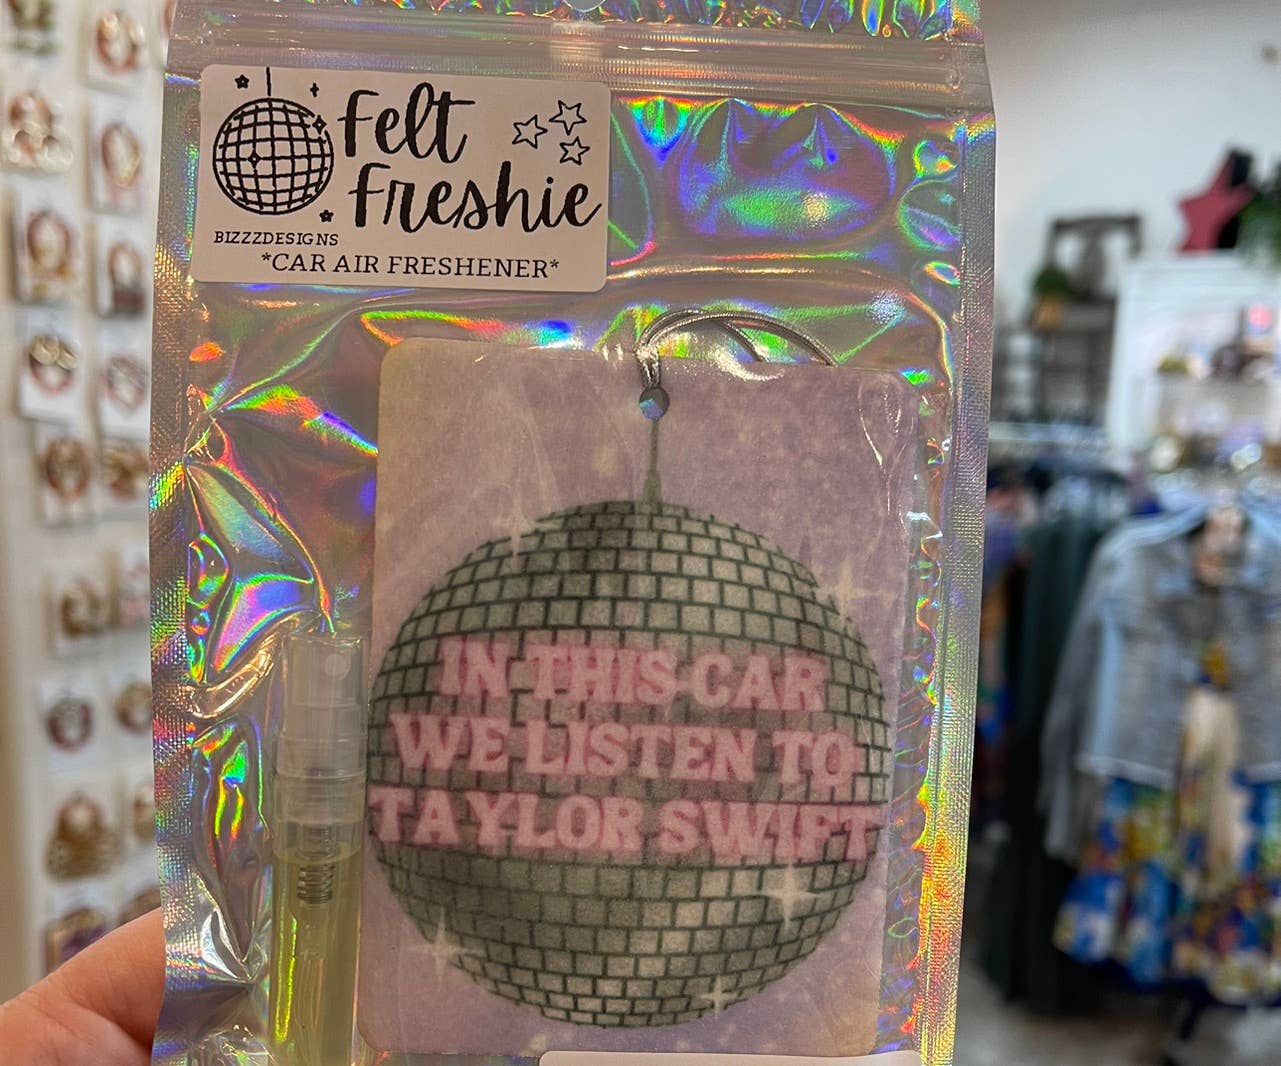 Felt
Freshie
BIZZZDESIGNS
*CAR AIR FRESHENER*
IN THIS CAR
WE LISTEN TO
TAYLOR SWIFT